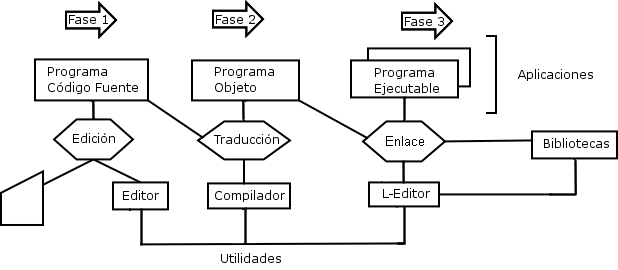 Fase 1
Fase 2
Fase 3
Programa
Código Fuente
Programa
Objeto
Programa
Ejecutable
Aplicaciones
Edición
Traducción
Enlace
Bibliotecas
Editor
Compilador
L-Editor
Utilidades